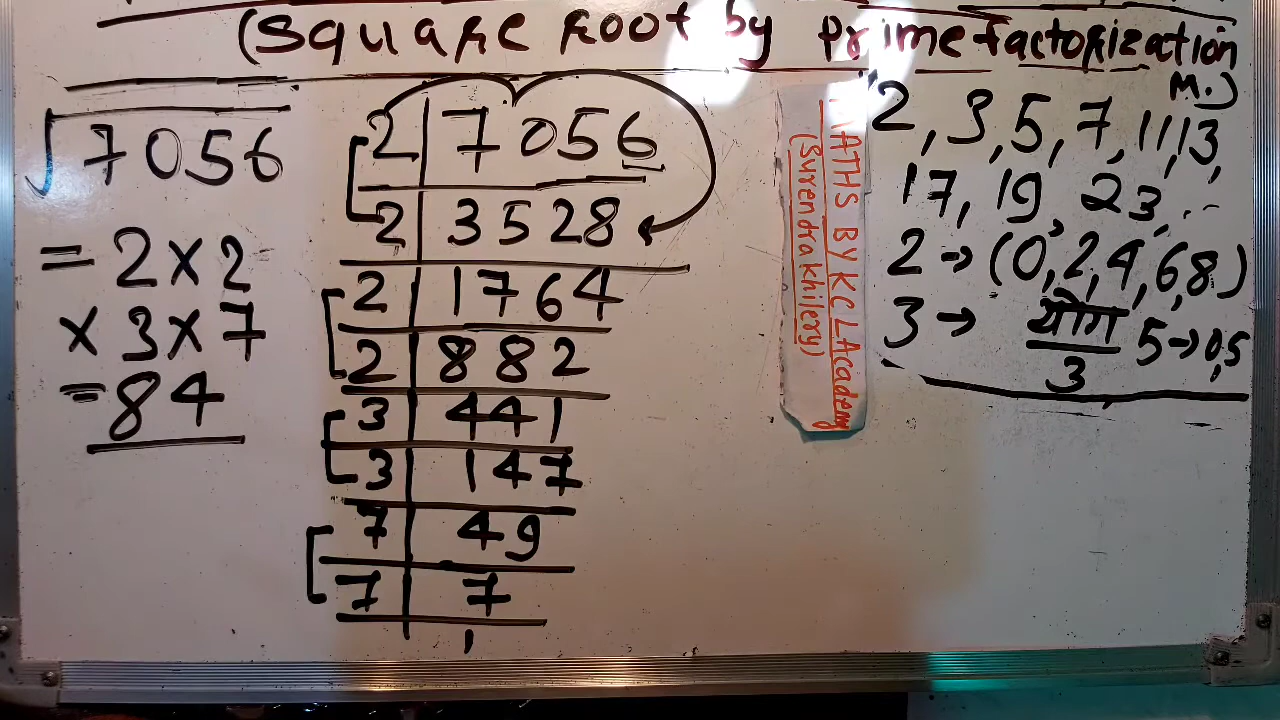 (Square Root by Prime factorization
M.)
√7056
= 2 × 2
× 3 × 7
= 84
2 | 7056
2 | 3528
2 | 1764
2 | 882
3 | 441
3 | 147
7 | 49
7 | 7
1
MATHS BY KC LAcademy
(Surendra khilery)
2, 3, 5, 7, 11, 13,
17, 19, 23, ..
2 → (0, 2, 4, 6, 8)
3 → योग/3 5 → 0,5